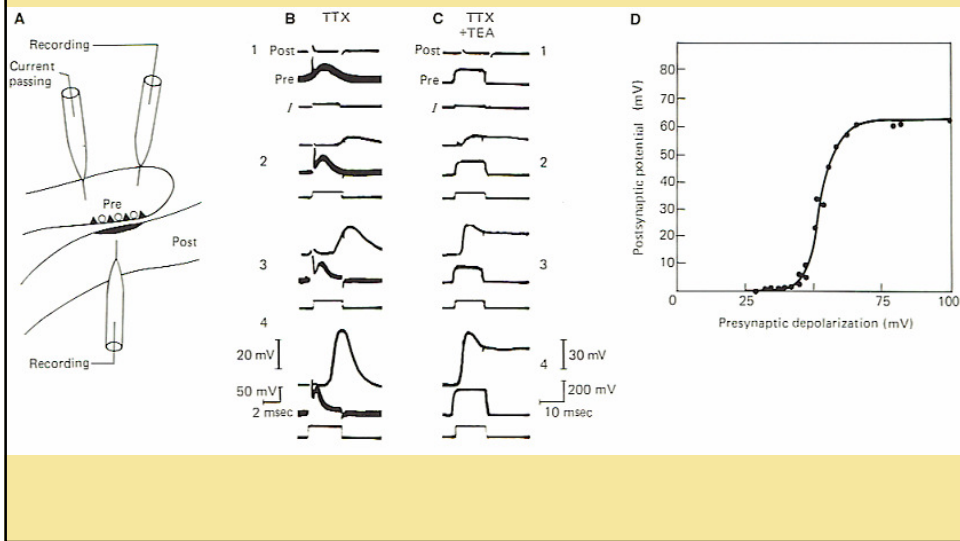 A
Recording
Current
passing
Pre
Post
Recording
B
TTX
1 Post
Pre
I
2
3
4
20 mV
50 mV
2 msec
C
TTX
+TEA
Post 1
Pre
I
2
3
4
30 mV
200 mV
10 msec
D
Postsynaptic potential (mV)
80
70
60
50
40
30
20
10
0
0 25 50 75 100
Presynaptic depolarization (mV)